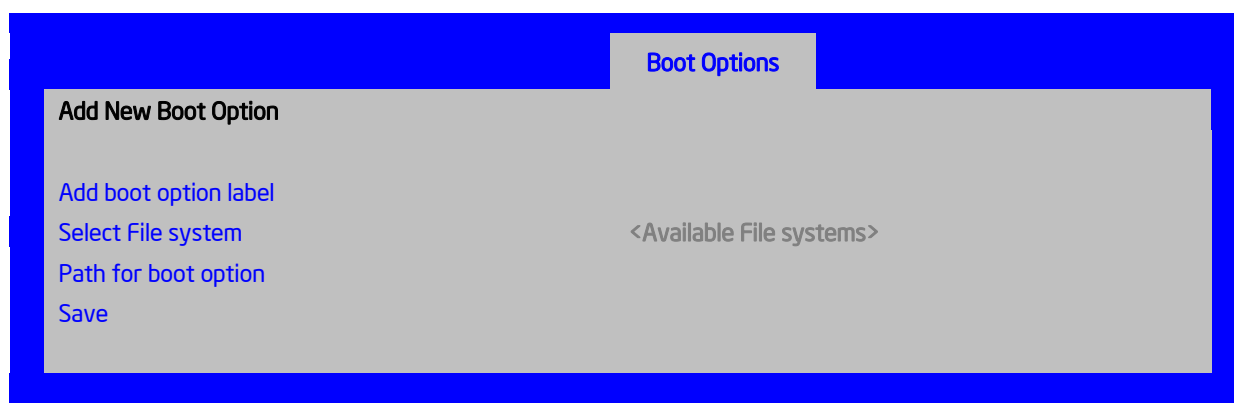 Boot Options
Add New Boot Option
Add boot option label
Select File system <Available File systems>
Path for boot option
Save